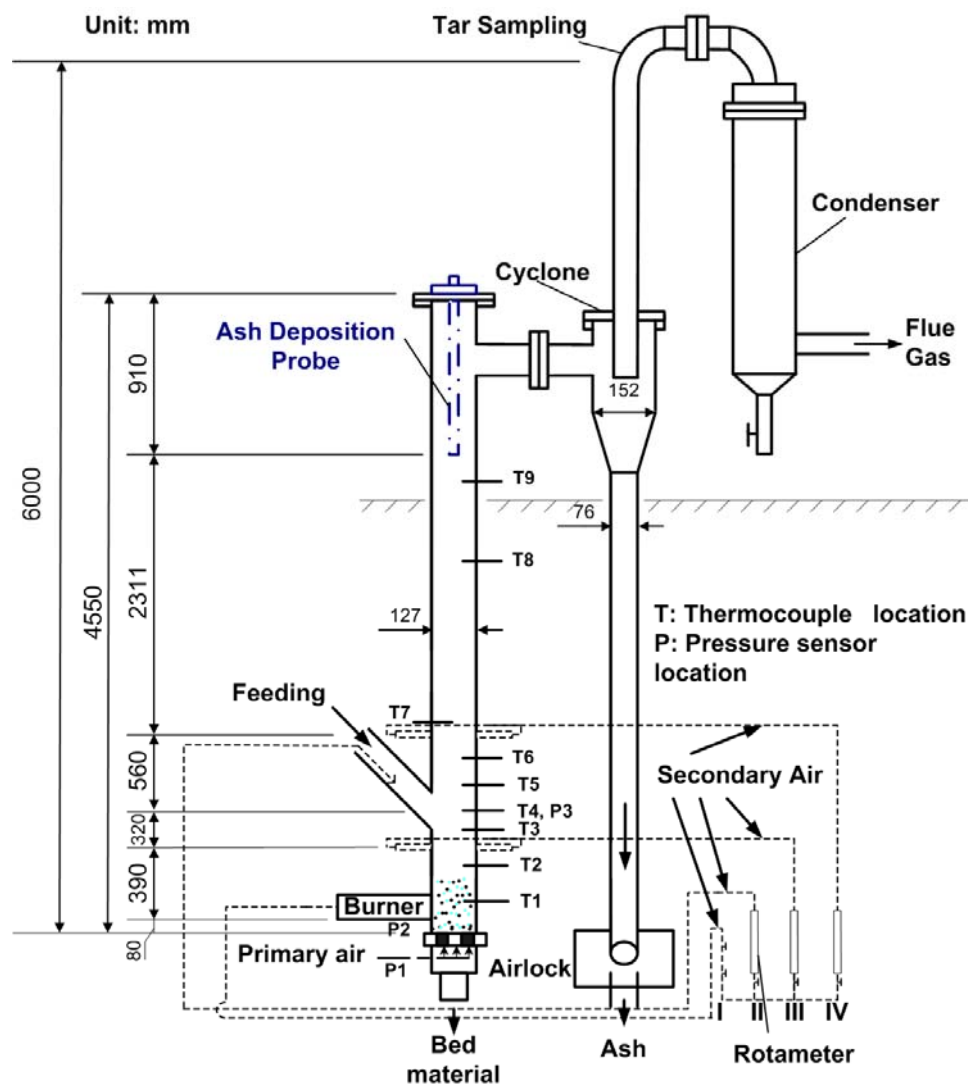 Unit: mm
Tar Sampling
Condenser
Cyclone
Flue
Gas
Ash Deposition
Probe
910
152
6000
4550
T9
76
T8
2311
127
T: Thermocouple location
P: Pressure sensor
location
Feeding
T7
T6
560
T5
Secondary Air
T4, P3
320
T3
T2
390
Burner
T1
P2
80
Primary air
P1
Airlock
I
II
III
IV
Bed
material
Ash
Rotameter